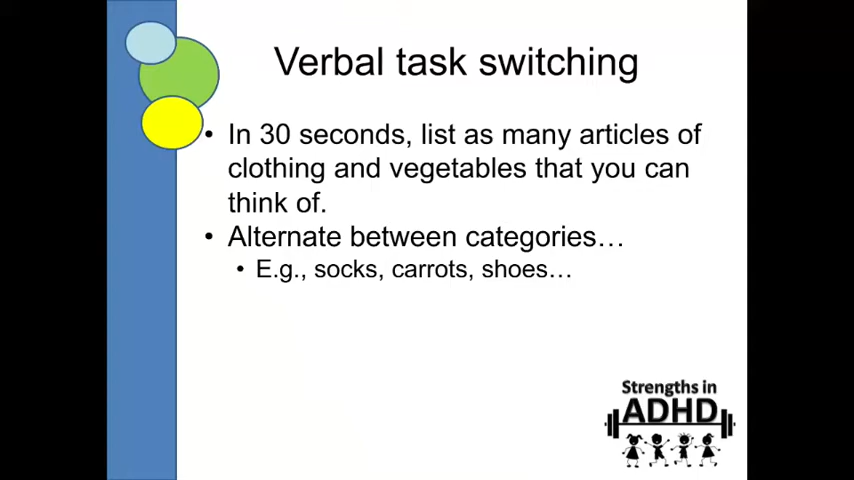 Verbal task switching
• In 30 seconds, list as many articles of
clothing and vegetables that you can
think of.
• Alternate between categories…
• E.g., socks, carrots, shoes…
Strengths in
ADHD